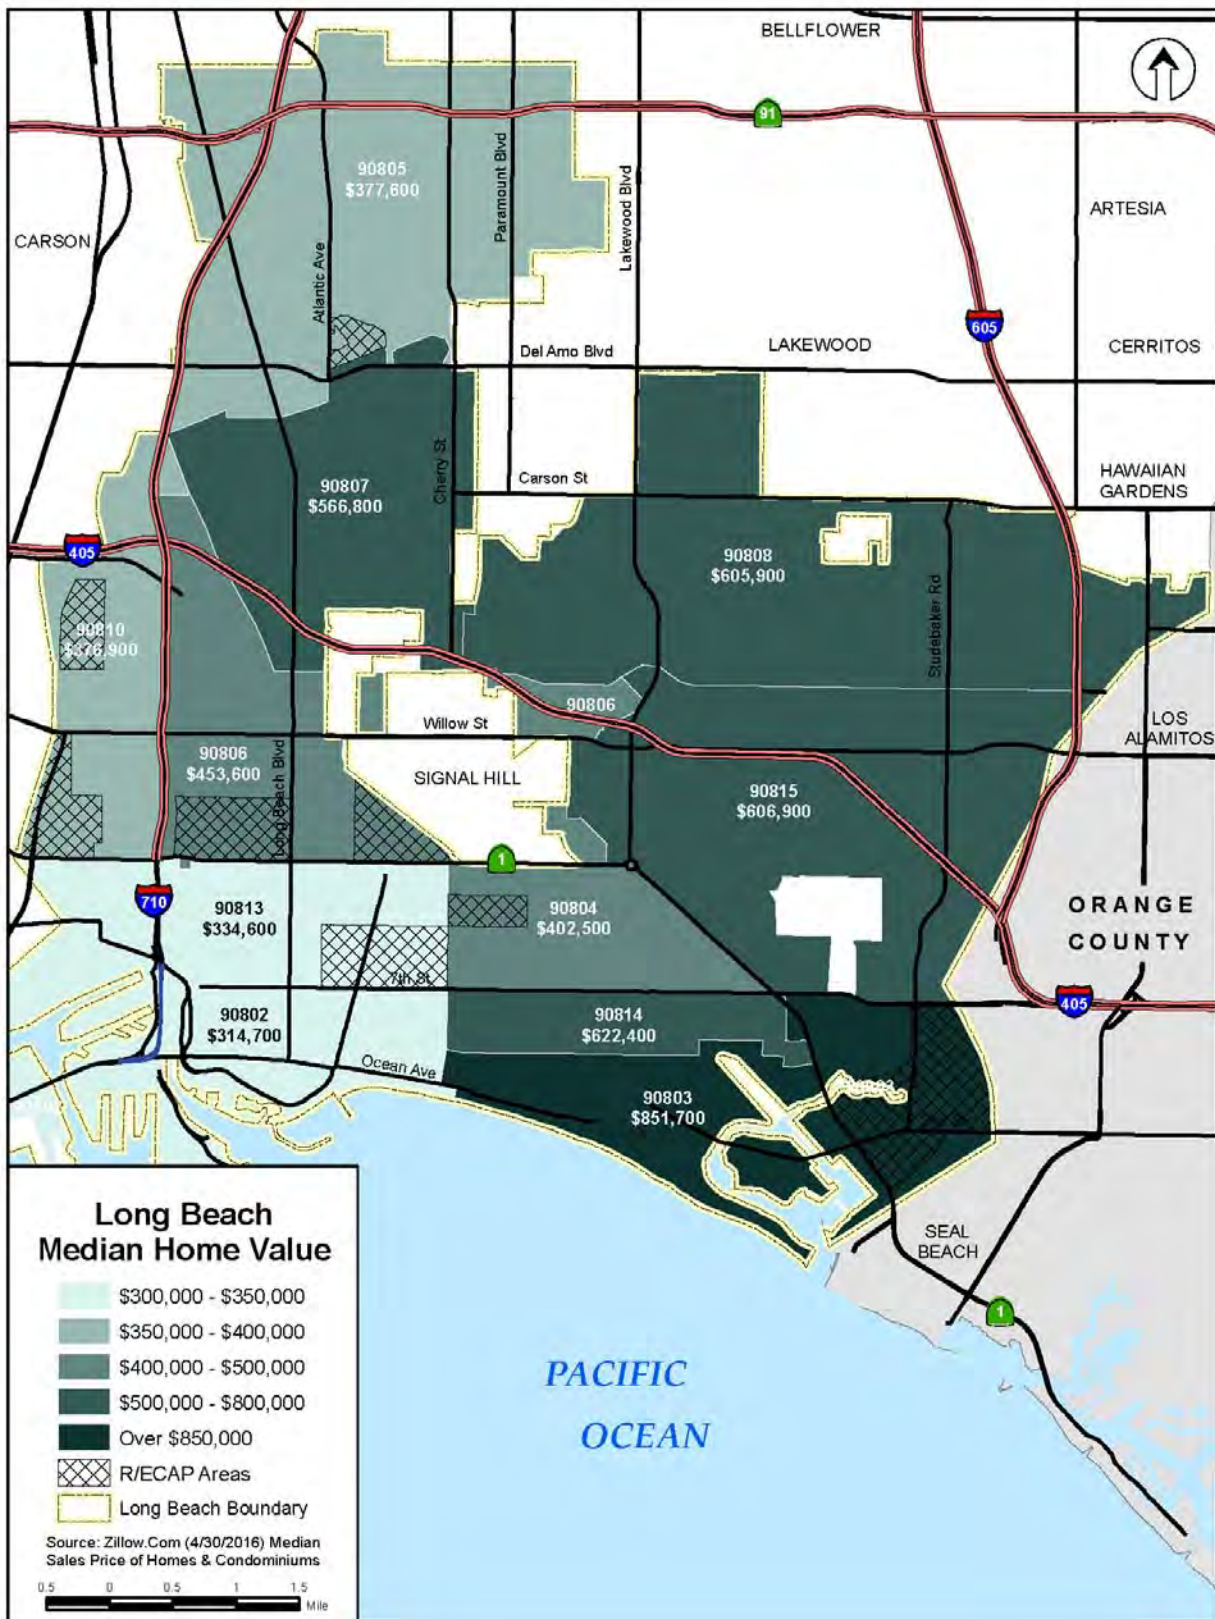 BELLFLOWER
91
90805
$377,600
Paramount Blvd
Lakewood Blvd
ARTESIA
CARSON
Atlantic Ave
605
Del Amo Blvd
LAKEWOOD
CERRITOS
Cherry St
Carson St
HAWAIIAN
GARDENS
90807
$566,800
405
90808
$605,900
Studebaker Rd
90810
$376,900
90806
Willow St
LOS
ALAMITOS
90806
$453,600
Long Beach Blvd
SIGNAL HILL
90815
$606,900
1
710
90813
$334,600
90804
$402,500
ORANGE
COUNTY
7th St
405
90802
$314,700
90814
$622,400
Ocean Ave
90803
$851,700
SEAL
BEACH
1
PACIFIC
OCEAN
Long Beach
Median Home Value
$300,000 - $350,000
$350,000 - $400,000
$400,000 - $500,000
$500,000 - $800,000
Over $850,000
R/ECAP Areas
Long Beach Boundary
Source: Zillow.Com (4/30/2016) Median
Sales Price of Homes & Condominiums
0.5 0 0.5 1 1.5
Mile